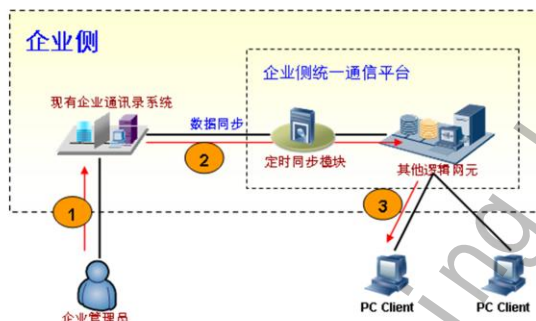 企业侧
企业侧统一通信平台
现有企业通讯录系统
数据同步
定时同步模块
其他逻辑网元
1
2
3
企业管理员
PC Client
PC Client